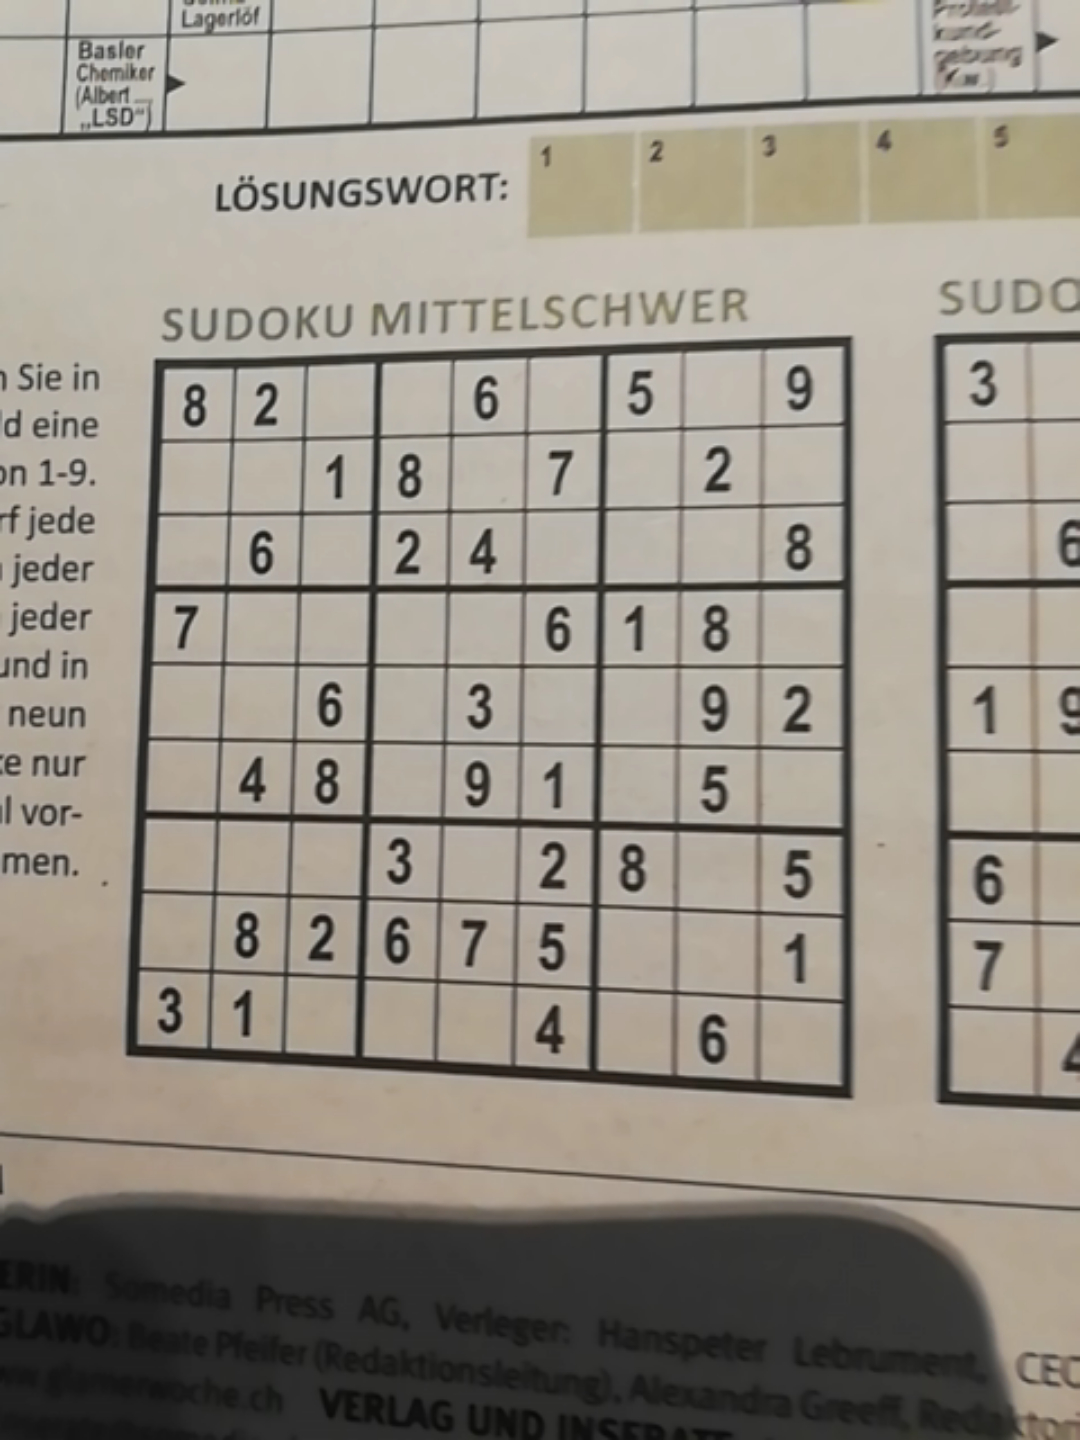 Lagerlöf
Basler
Chemiker
(Albert ...
„LSD“)
kund-
gebung
1 2 3 4 5
LÖSUNGSWORT:
SUDOKU MITTELSCHWER
SUDO
n Sie in
ld eine
on 1-9.
rf jede
jeder
jeder
und in
neun
ke nur
al vor-
men.
8 2 6 5 9
1 8 7 2
6 2 4 8
7 6 1 8
6 3 9 2
4 8 9 1 5
3 2 8 5
8 2 6 7 5 1
3 1 4 6
3
6
1 9
6
7
4
ERIN: Somedia Press AG, Verleger: Hanspeter Lebrument, CEO
GLAWO: Beate Pfeifer (Redaktionsleitung), Alexandra Greeff, Redaktori
ww.glarnerwoche.ch VERLAG UND INSERATE